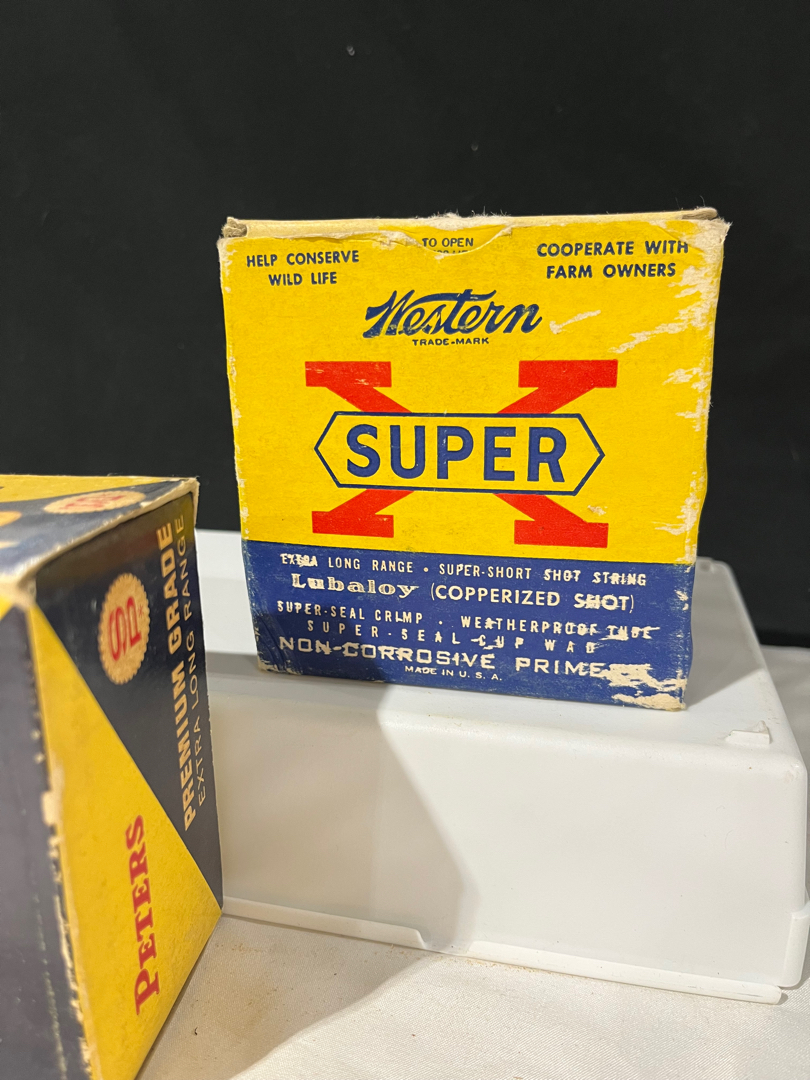 TO OPEN
HELP CONSERVE
WILD LIFE
COOPERATE WITH
FARM OWNERS
Western
TRADE-MARK
X
SUPER
EXTRA LONG RANGE • SUPER-SHORT SHOT STRING
Lubaloy (COPPERIZED SHOT)
SUPER-SEAL CRIMP • WEATHERPROOF TUBE
SUPER-SEAL CUP WAD
NON-CORROSIVE PRIME
MADE IN U.S.A.
SP
PREMIUM GRADE
EXTRA LONG RANGE
PETERS